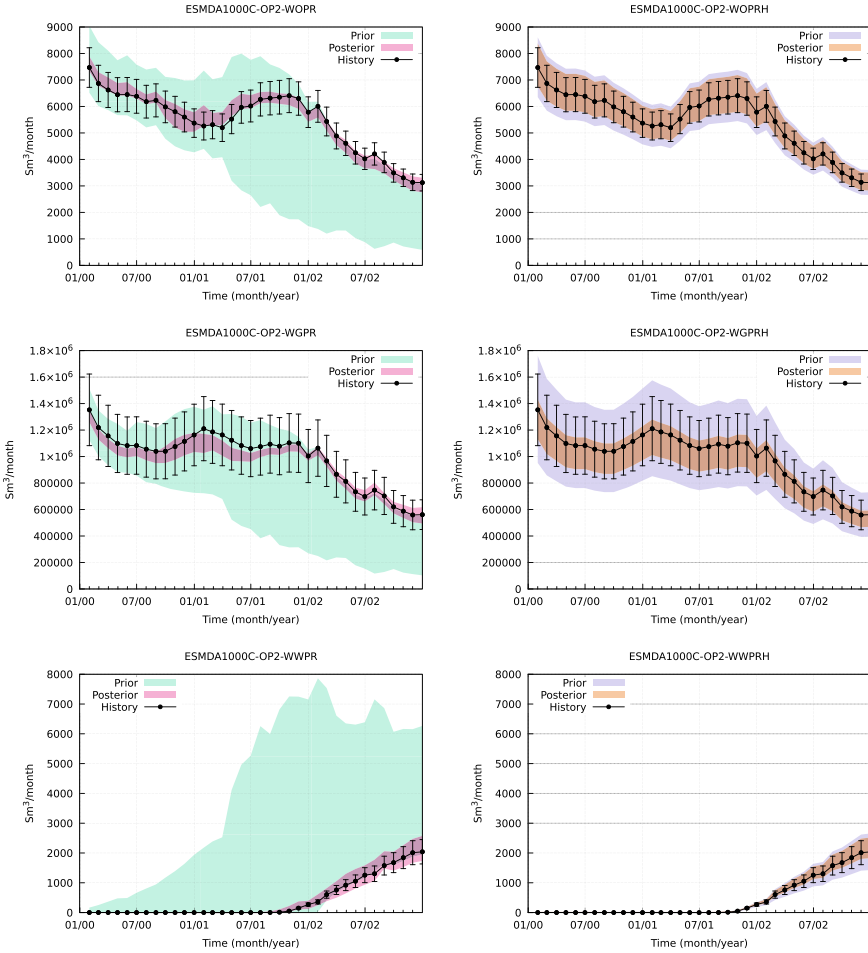 ESMDA1000C-OP2-WOPR
9000
8000
7000
6000
5000
4000
3000
2000
1000
0
Sm³/month
Prior
Posterior
History
01/00 07/00 01/01 07/01 01/02 07/02
Time (month/year)
ESMDA1000C-OP2-WOPRH
9000
8000
7000
6000
5000
4000
3000
2000
1000
0
Sm³/month
Prior
Posterior
History
01/00 07/00 01/01 07/01 01/02 07/02
Time (month/year)
ESMDA1000C-OP2-WGPR
1.8×10⁶
1.6×10⁶
1.4×10⁶
1.2×10⁶
1×10⁶
800000
600000
400000
200000
0
Sm³/month
Prior
Posterior
History
01/00 07/00 01/01 07/01 01/02 07/02
Time (month/year)
ESMDA1000C-OP2-WGPRH
1.8×10⁶
1.6×10⁶
1.4×10⁶
1.2×10⁶
1×10⁶
800000
600000
400000
200000
0
Sm³/month
Prior
Posterior
History
01/00 07/00 01/01 07/01 01/02 07/02
Time (month/year)
ESMDA1000C-OP2-WWPR
8000
7000
6000
5000
4000
3000
2000
1000
0
Sm³/month
Prior
Posterior
History
01/00 07/00 01/01 07/01 01/02 07/02
Time (month/year)
ESMDA1000C-OP2-WWPRH
8000
7000
6000
5000
4000
3000
2000
1000
0
Sm³/month
Prior
Posterior
History
01/00 07/00 01/01 07/01 01/02 07/02
Time (month/year)